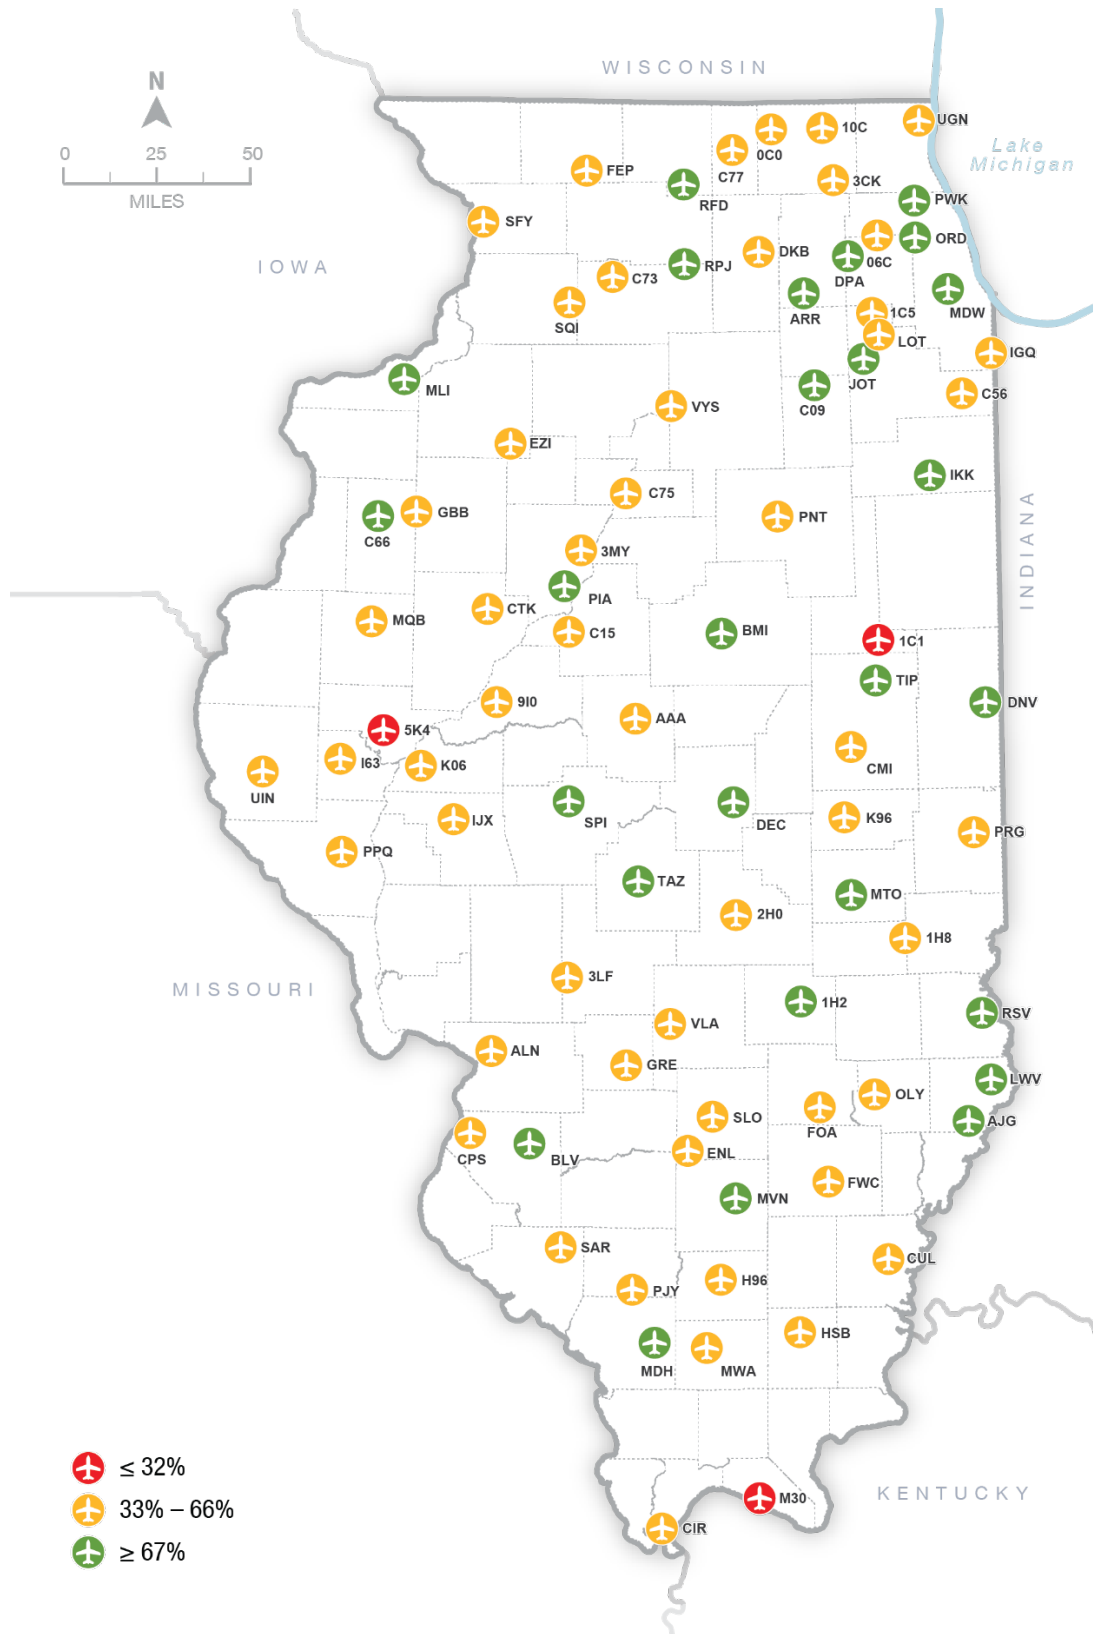 WISCONSIN
N
0 25 50
MILES
UGN
10C
0C0
C77
Lake
Michigan
FEP
3CK
RFD
PWK
SFY
ORD
DKB
06C
IOWA
RPJ
DPA
C73
MDW
ARR
1C5
SQI
LOT
IGQ
JOT
MLI
C56
C09
VYS
EZI
IKK
C75
GBB
PNT
C66
INDIANA
3MY
PIA
CTK
MQB
C15
BMI
1C1
TIP
9I0
DNV
AAA
5K4
I63
K06
CMI
UIN
SPI
DEC
IJX
K96
PRG
PPQ
TAZ
MTO
2H0
1H8
3LF
MISSOURI
1H2
RSV
VLA
ALN
GRE
LWV
OLY
SLO
AJG
FOA
CPS
BLV
ENL
FWC
MVN
SAR
CUL
H96
PJY
HSB
MDH
MWA
≤ 32%
KENTUCKY
M30
33% – 66%
CIR
≥ 67%